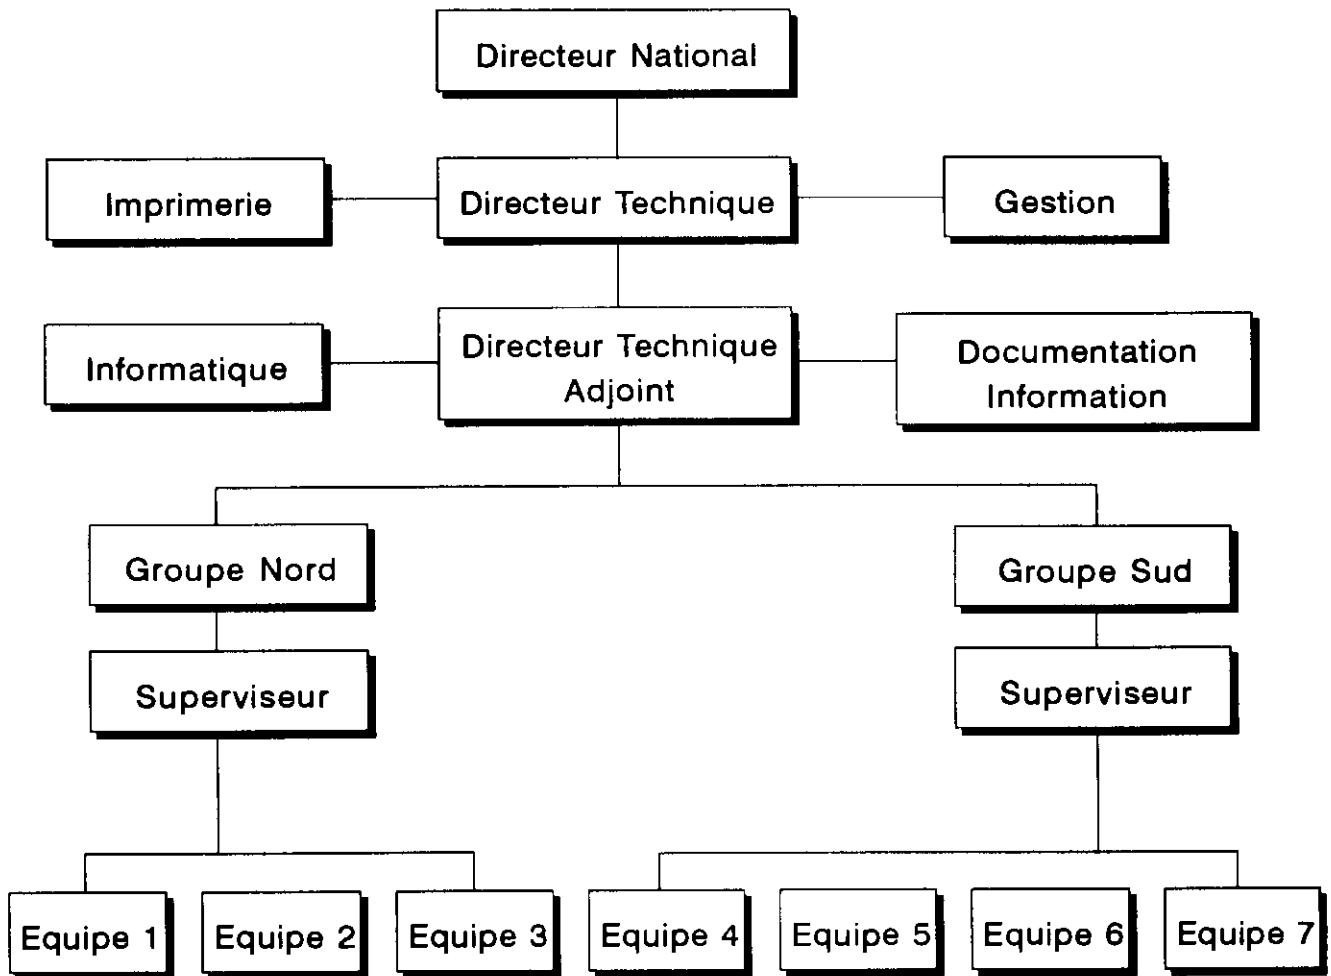 Directeur National
Imprimerie
Directeur Technique
Gestion
Informatique
Directeur Technique
Adjoint
Documentation
Information
Groupe Nord
Groupe Sud
Superviseur
Superviseur
Equipe 1
Equipe 2
Equipe 3
Equipe 4
Equipe 5
Equipe 6
Equipe 7